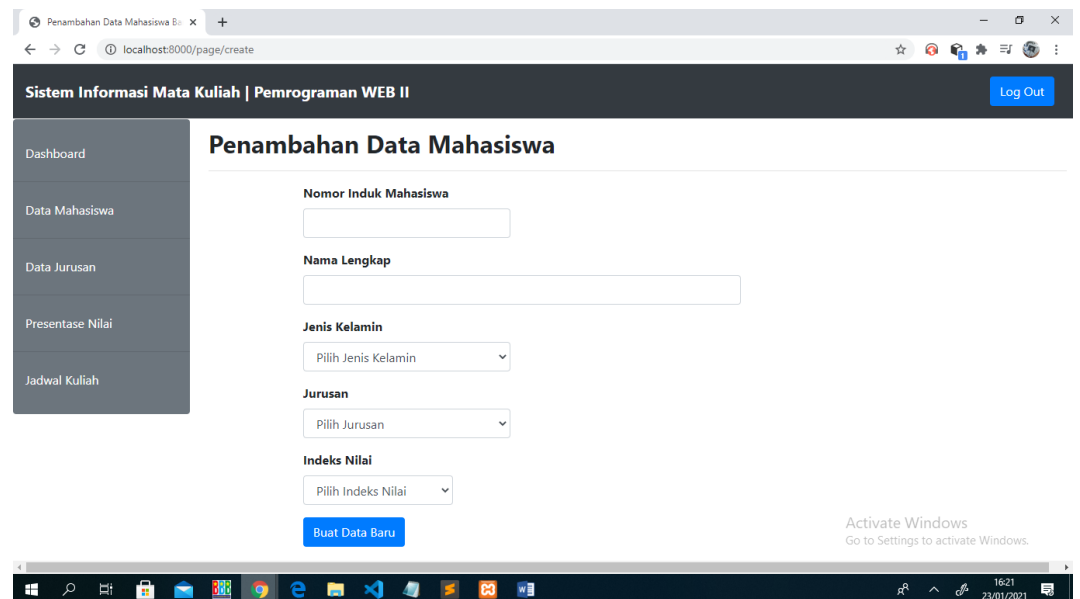 Penambahan Data Mahasiswa Ba
localhost:8000/page/create
Sistem Informasi Mata Kuliah | Pemrograman WEB II
Log Out
Dashboard
Data Mahasiswa
Data Jurusan
Presentase Nilai
Jadwal Kuliah
Penambahan Data Mahasiswa
Nomor Induk Mahasiswa
Nama Lengkap
Jenis Kelamin
Pilih Jenis Kelamin
Jurusan
Pilih Jurusan
Indeks Nilai
Pilih Indeks Nilai
Buat Data Baru
Activate Windows
Go to Settings to activate Windows.
16:21
23/01/2021